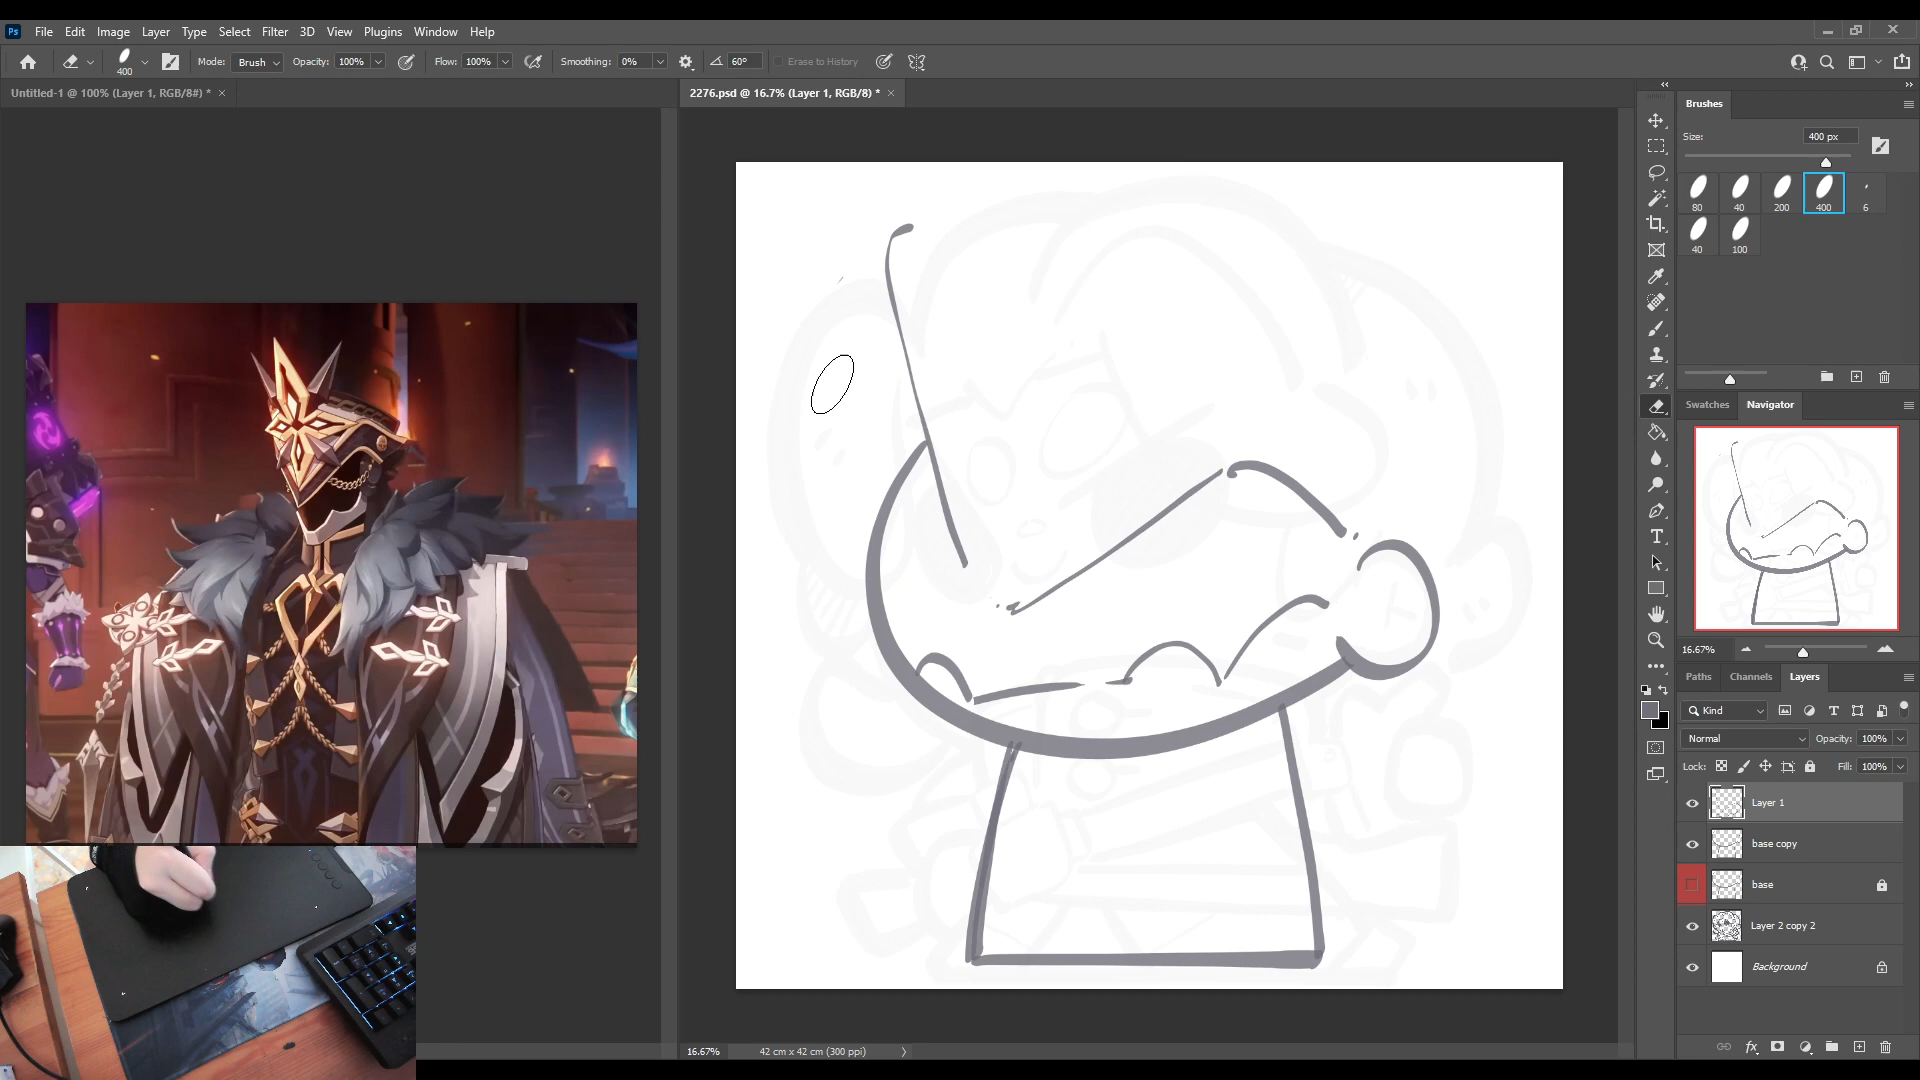 Ps File Edit Image Layer Type Select Filter 3D View Plugins Window Help
400 Mode: Brush Opacity: 100% Flow: 100% Smoothing: 0% 60° Erase to History
Untitled-1 @ 100% (Layer 1, RGB/8#) * ×
2276.psd @ 16.7% (Layer 1, RGB/8) * ×
Brushes
Size: 400 px
80 40 200 400 6
40 100
Swatches Navigator
16.67%
Paths Channels Layers
Kind
Normal Opacity: 100%
Lock: Fill: 100%
Layer 1
base copy
base
Layer 2 copy 2
Background
16.67% 42 cm x 42 cm (300 ppi)